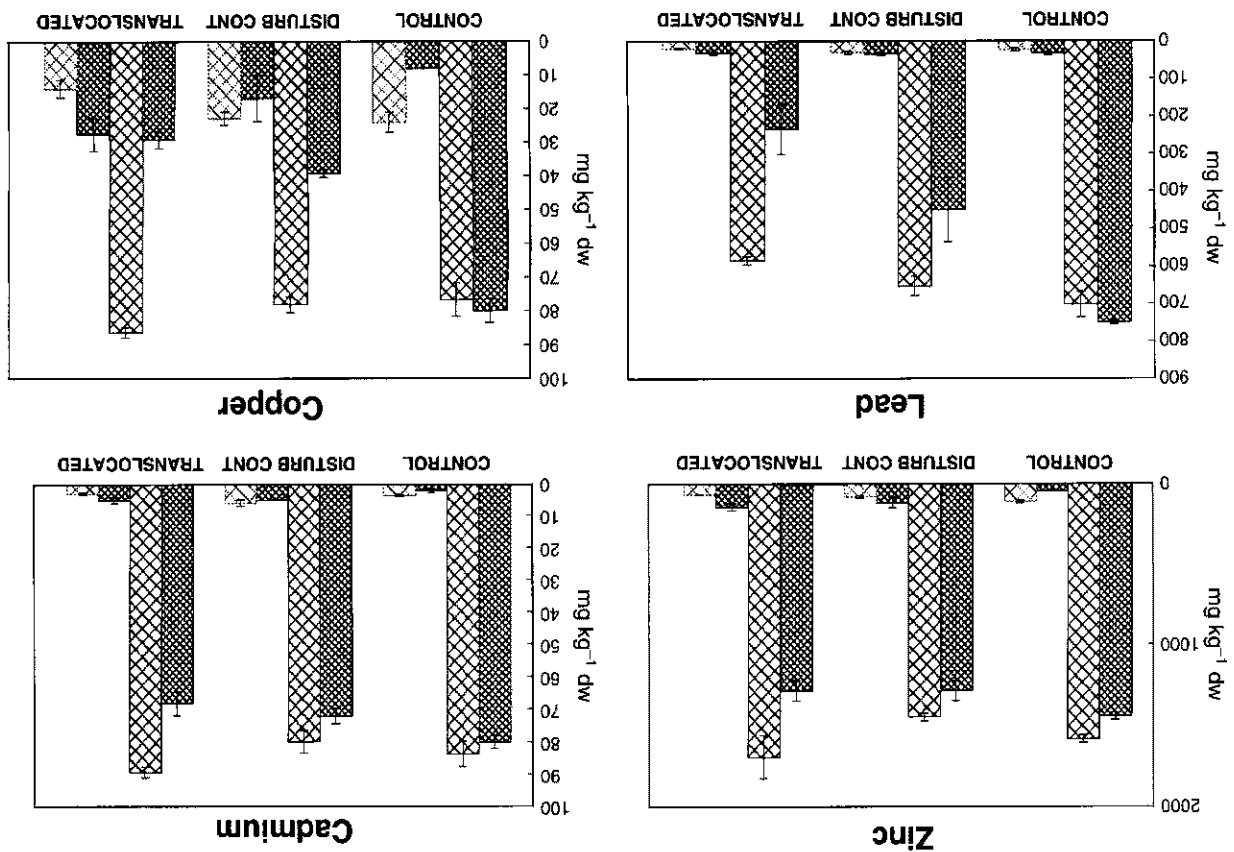 Zinc
mg kg⁻¹ dw
2000
1000
0
CONTROL DISTURB CONT TRANSLOCATED
Cadmium
mg kg⁻¹ dw
100
90
80
70
60
50
40
30
20
10
0
CONTROL DISTURB CONT TRANSLOCATED
Lead
mg kg⁻¹ dw
900
800
700
600
500
400
300
200
100
0
CONTROL DISTURB CONT TRANSLOCATED
Copper
mg kg⁻¹ dw
100
90
80
70
60
50
40
30
20
10
0
CONTROL DISTURB CONT TRANSLOCATED